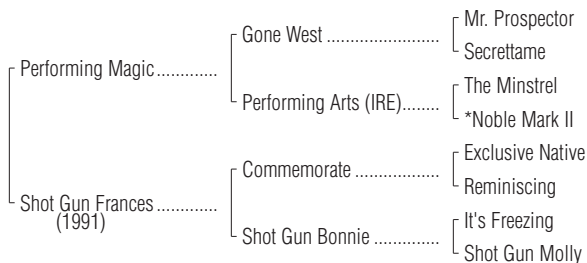 Mr. Prospector
Gone West
Secrettame
Performing Magic
The Minstrel
Performing Arts (IRE)
*Noble Mark II
Exclusive Native
Commemorate
Reminiscing
Shot Gun Frances
(1991)
It's Freezing
Shot Gun Bonnie
Shot Gun Molly